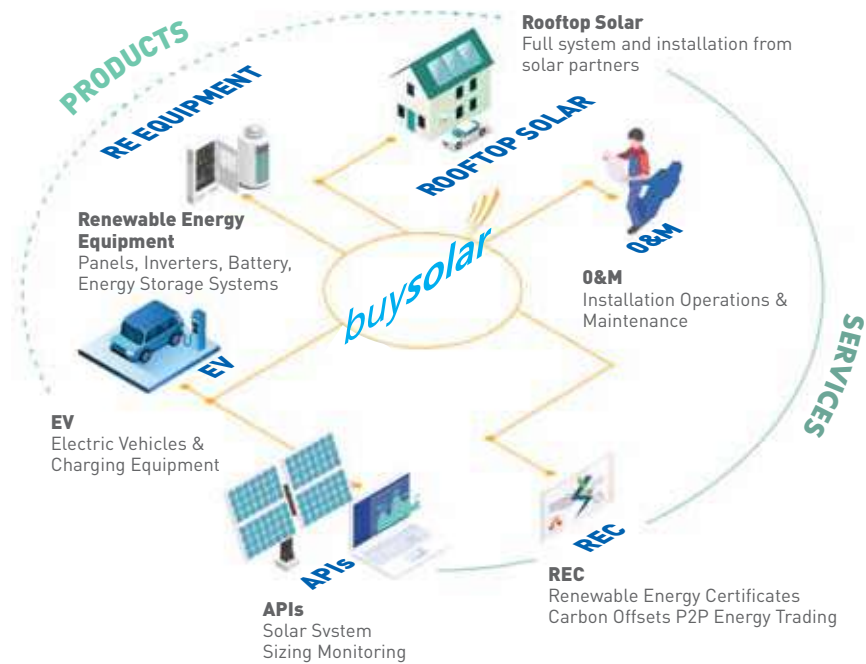 PRODUCTS
RE EQUIPMENT
Rooftop Solar
Full system and installation from
solar partners
ROOFTOP SOLAR
Renewable Energy
Equipment
Panels, Inverters, Battery,
Energy Storage Systems
buysolar
O&M
O&M
Installation Operations &
Maintenance
SERVICES
EV
EV
Electric Vehicles &
Charging Equipment
APIs
APIs
Solar System
Sizing Monitoring
REC
REC
Renewable Energy Certificates
Carbon Offsets P2P Energy Trading